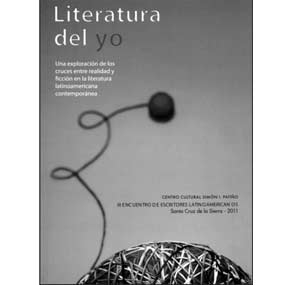 Literatura
del yo
Una exploración de los
cruces entre realidad y
ficción en la literatura
latinoamericana
contemporánea
CENTRO CULTURAL SIMÓN I. PATIÑO
III ENCUENTRO DE ESCRITORES LATINOAMERICANOS
Santa Cruz de la Sierra - 2011